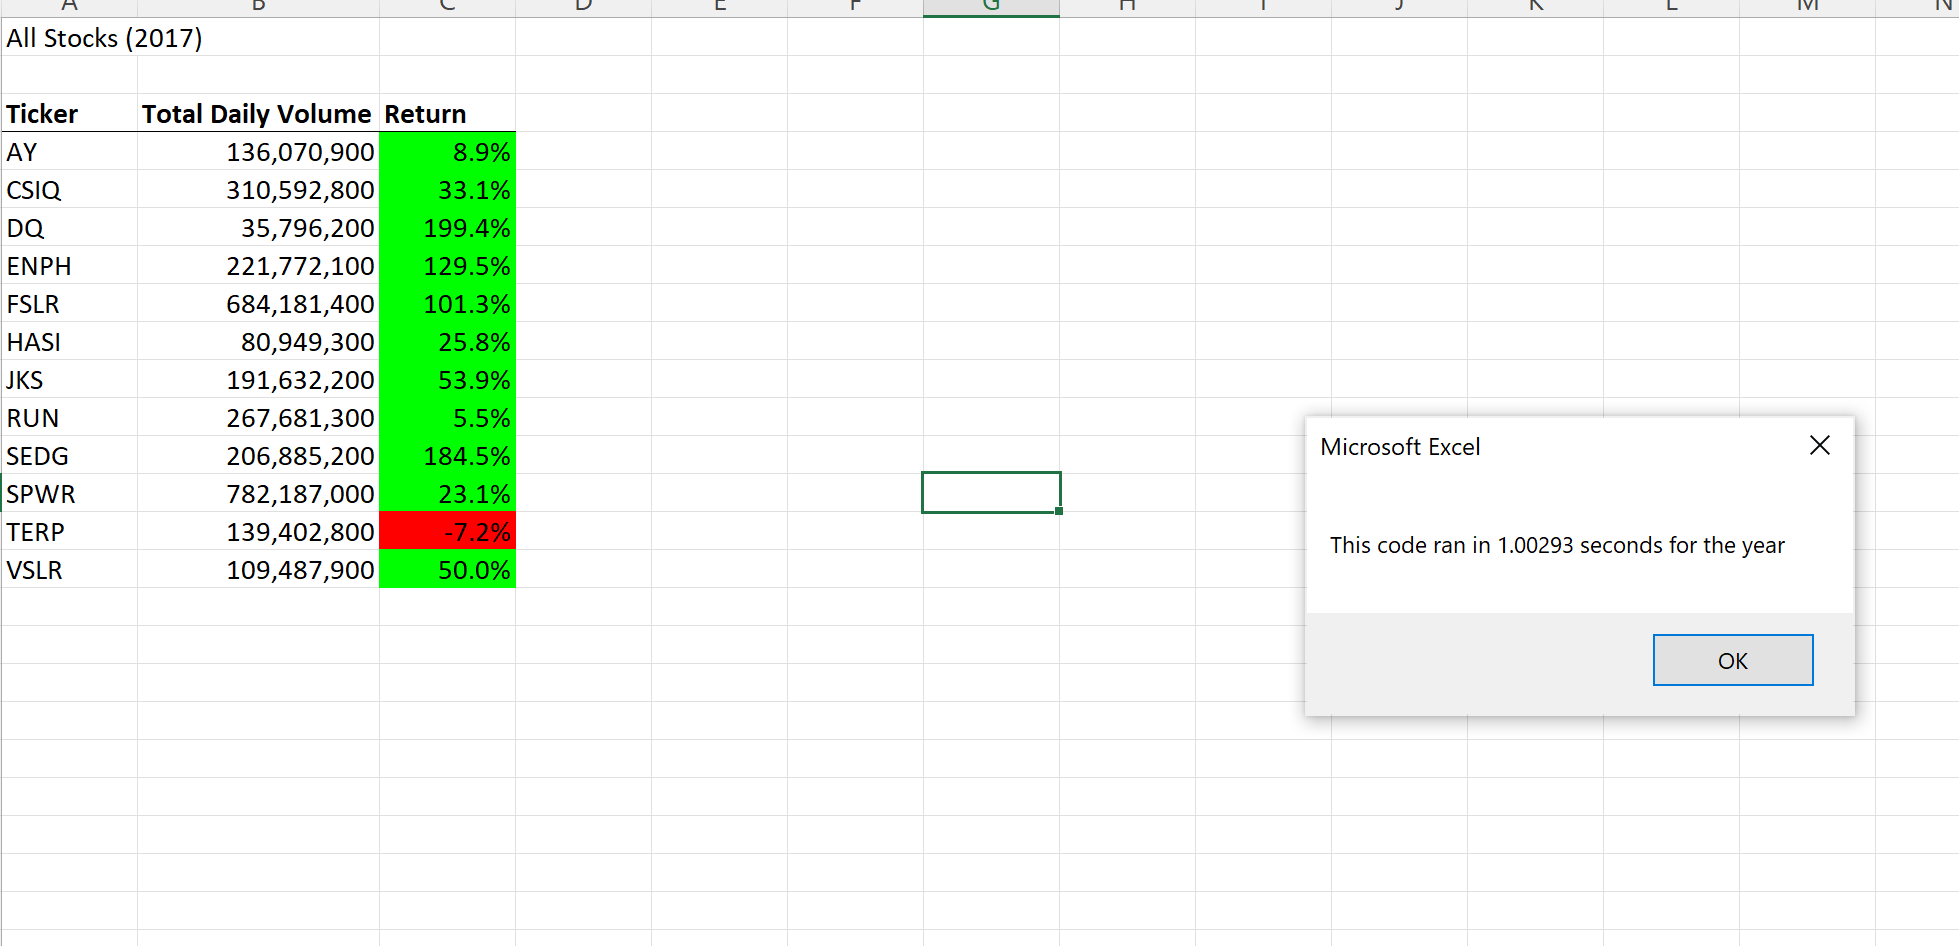 A B C D E F G H I J K L M N
All Stocks (2017)
Ticker Total Daily Volume Return
AY 136,070,900 8.9%
CSIQ 310,592,800 33.1%
DQ 35,796,200 199.4%
ENPH 221,772,100 129.5%
FSLR 684,181,400 101.3%
HASI 80,949,300 25.8%
JKS 191,632,200 53.9%
RUN 267,681,300 5.5%
SEDG 206,885,200 184.5%
SPWR 782,187,000 23.1%
TERP 139,402,800 -7.2%
VSLR 109,487,900 50.0%
Microsoft Excel
This code ran in 1.00293 seconds for the year
OK